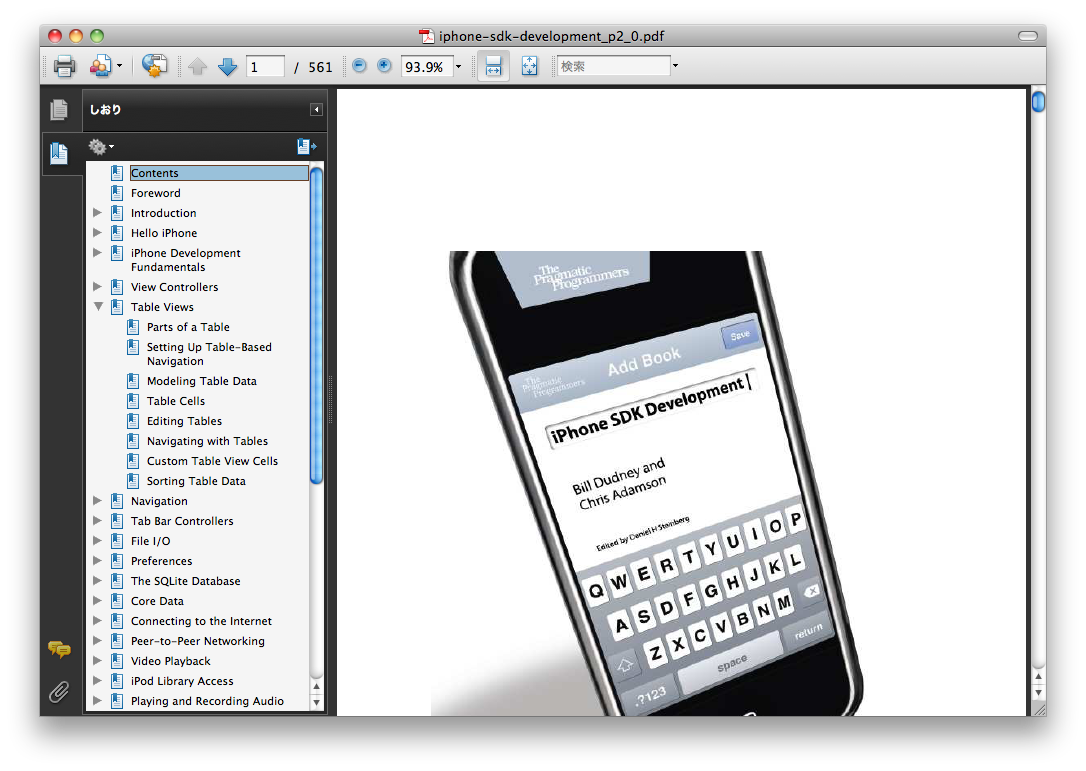 iphone-sdk-development_p2_0.pdf
1 / 561
93.9%
検索
しおり
Contents
Foreword
Introduction
Hello iPhone
iPhone Development
Fundamentals
View Controllers
Table Views
Parts of a Table
Setting Up Table-Based
Navigation
Modeling Table Data
Table Cells
Editing Tables
Navigating with Tables
Custom Table View Cells
Sorting Table Data
Navigation
Tab Bar Controllers
File I/O
Preferences
The SQLite Database
Core Data
Connecting to the Internet
Peer-to-Peer Networking
Video Playback
iPod Library Access
Playing and Recording Audio
The
Pragmatic
Programmers
The
Pragmatic
Programmers
Add Book
Save
iPhone SDK Development
Bill Dudney and
Chris Adamson
Edited by Daniel H Steinberg
Q W E R T Y U I O P
A S D F G H J K L
Z X C V B N M
.?123
space
return